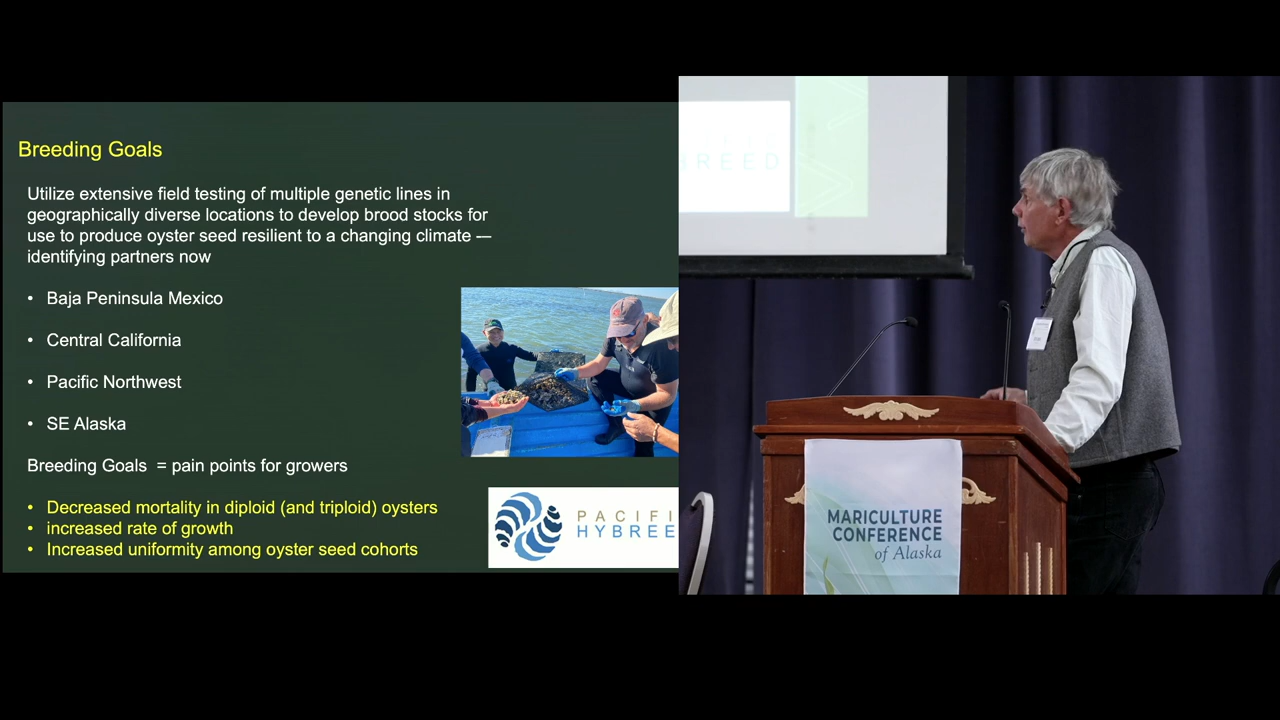 Breeding Goals
Utilize extensive field testing of multiple genetic lines in
geographically diverse locations to develop brood stocks for
use to produce oyster seed resilient to a changing climate —
identifying partners now
• Baja Peninsula Mexico
• Central California
• Pacific Northwest
• SE Alaska
Breeding Goals = pain points for growers
• Decreased mortality in diploid (and triploid) oysters
• increased rate of growth
• Increased uniformity among oyster seed cohorts
PACIFI
HYBREE
BREED
MARICULTURE
CONFERENCE
of Alaska